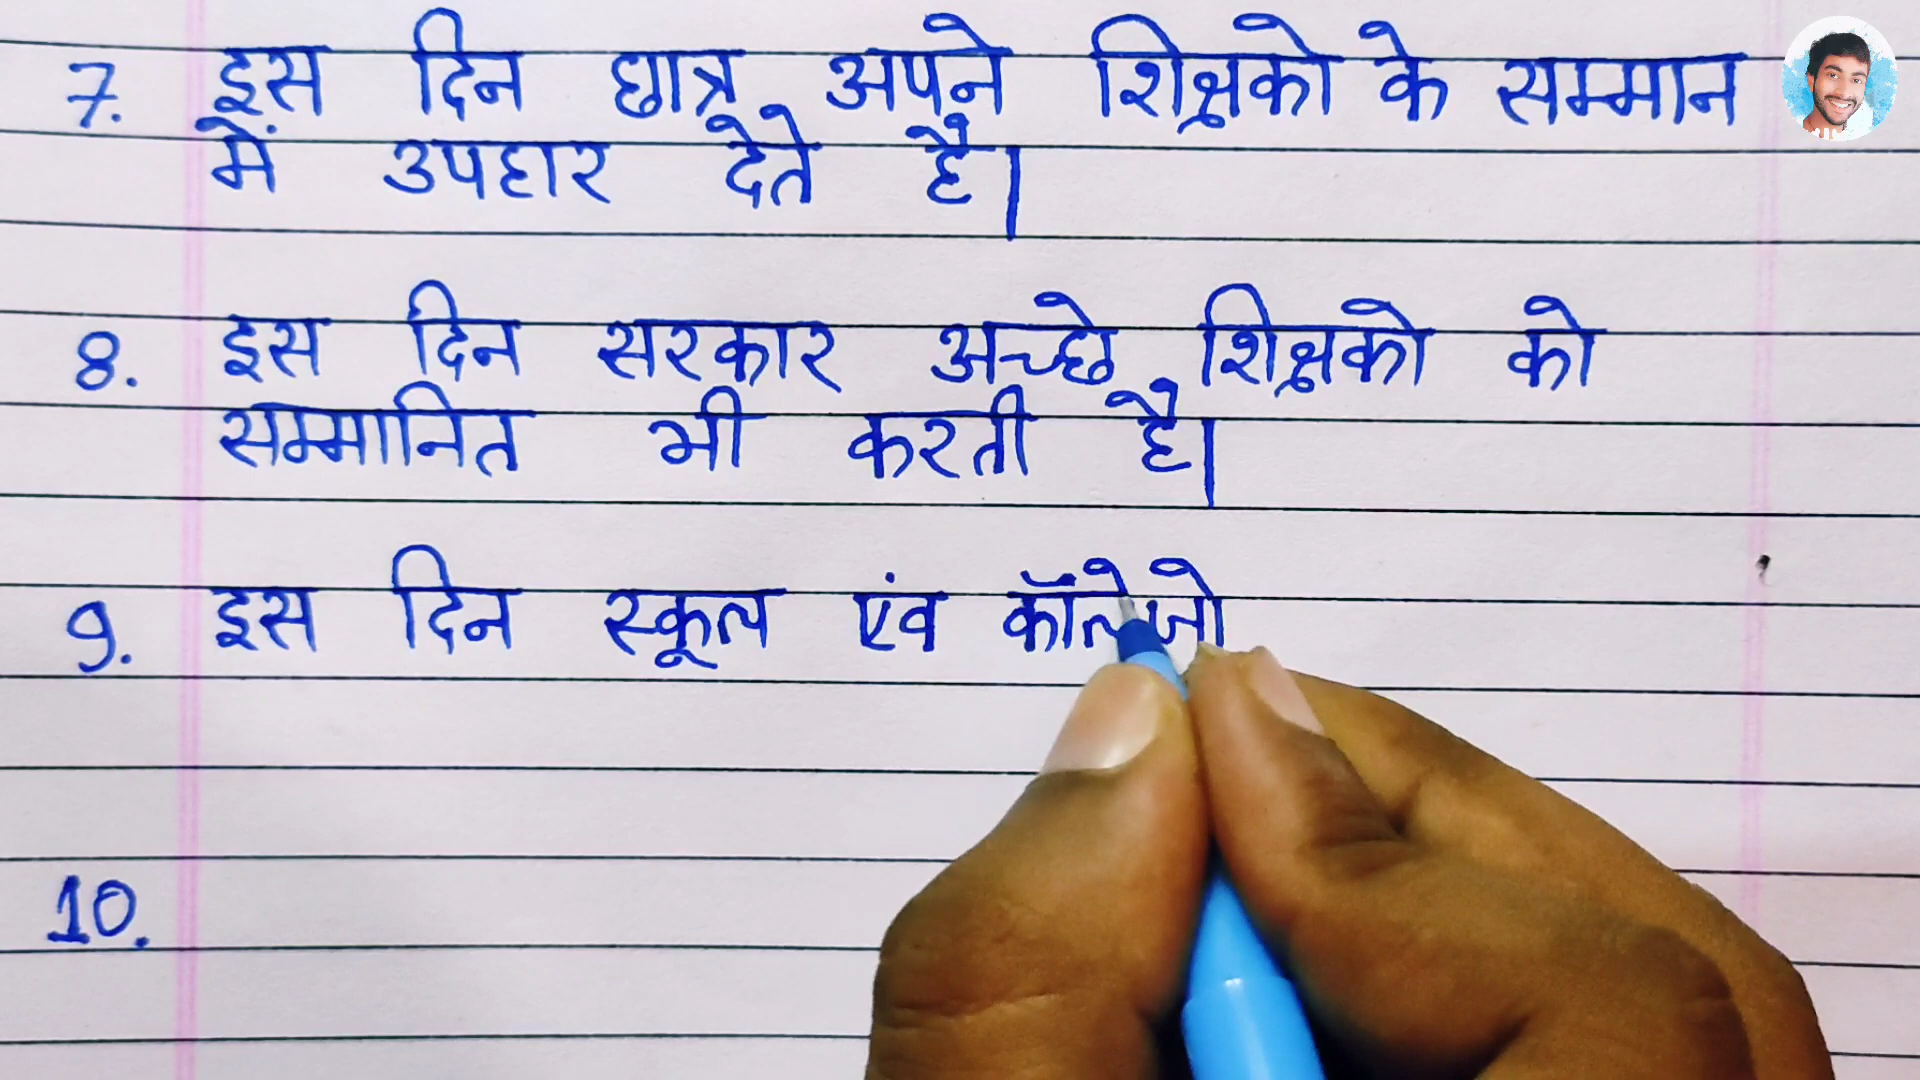 7. इस दिन छात्र अपने शिक्षको के सम्मान
में उपहार देते है।
8. इस दिन सरकार अच्छे शिक्षको को
सम्मानित भी करती है।
9. इस दिन स्कूल एंव कॉलेजो
10.